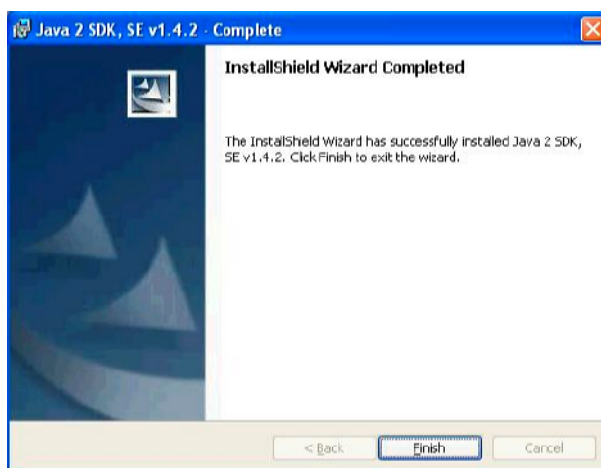 Java 2 SDK, SE v1.4.2 - Complete
InstallShield Wizard Completed
The InstallShield Wizard has successfully installed Java 2 SDK,
SE v1.4.2. Click Finish to exit the wizard.
< Back Finish Cancel